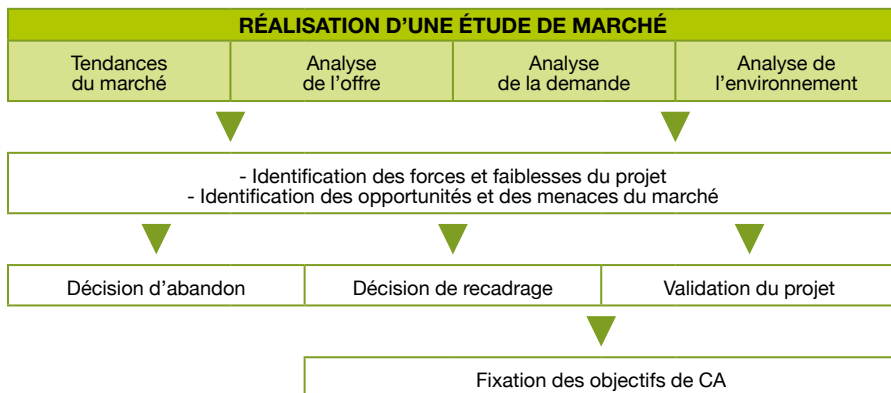 RÉALISATION D’UNE ÉTUDE DE MARCHÉ
Tendances
du marché
Analyse
de l’offre
Analyse
de la demande
Analyse de
l’environnement
- Identification des forces et faiblesses du projet
- Identification des opportunités et des menaces du marché
Décision d’abandon
Décision de recadrage
Validation du projet
Fixation des objectifs de CA